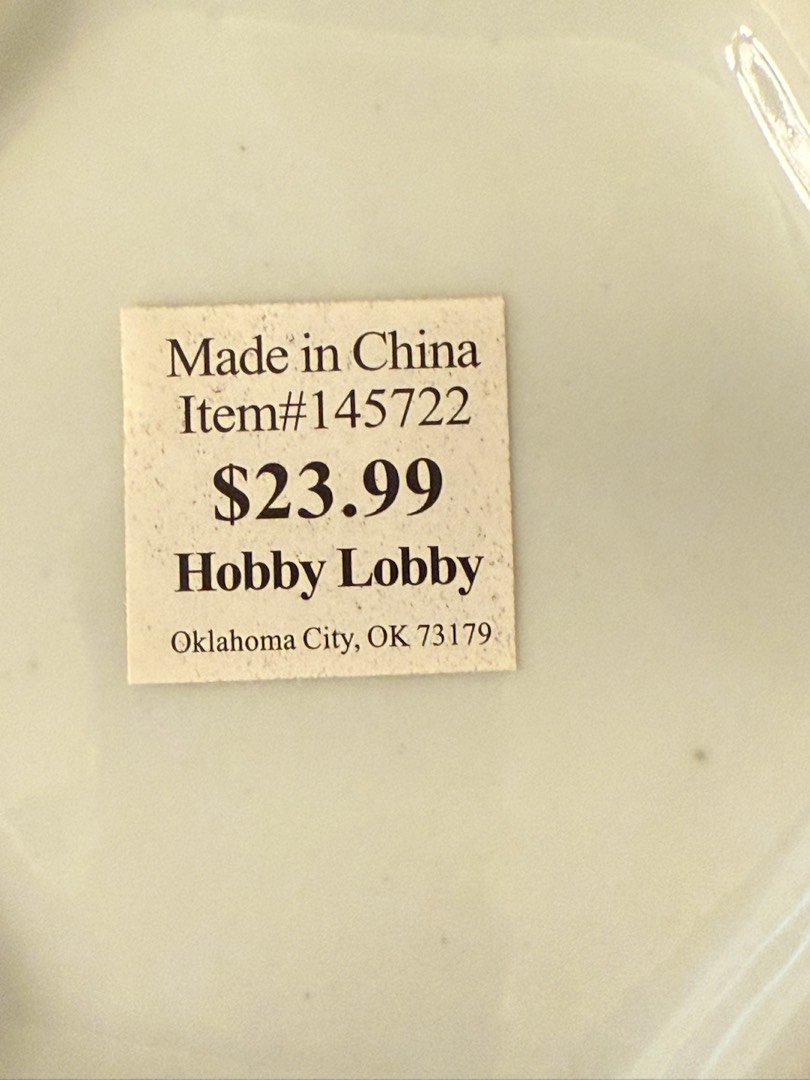 Made in China
Item#145722
$23.99
Hobby Lobby
Oklahoma City, OK 73179